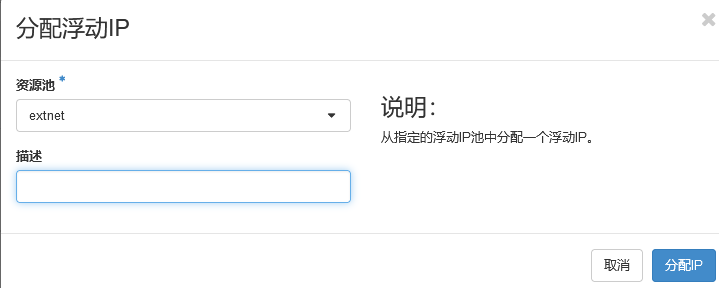 分配浮动IP
×
资源池 *
extnet
描述
说明：
从指定的浮动IP池中分配一个浮动IP。
取消
分配IP